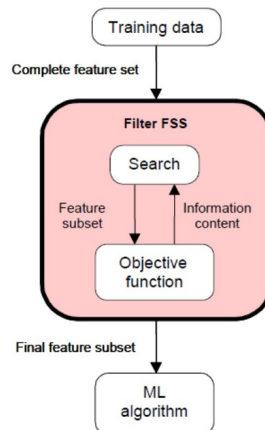 Training data
Complete feature set
Filter FSS
Search
Feature
subset
Information
content
Objective
function
Final feature subset
ML
algorithm